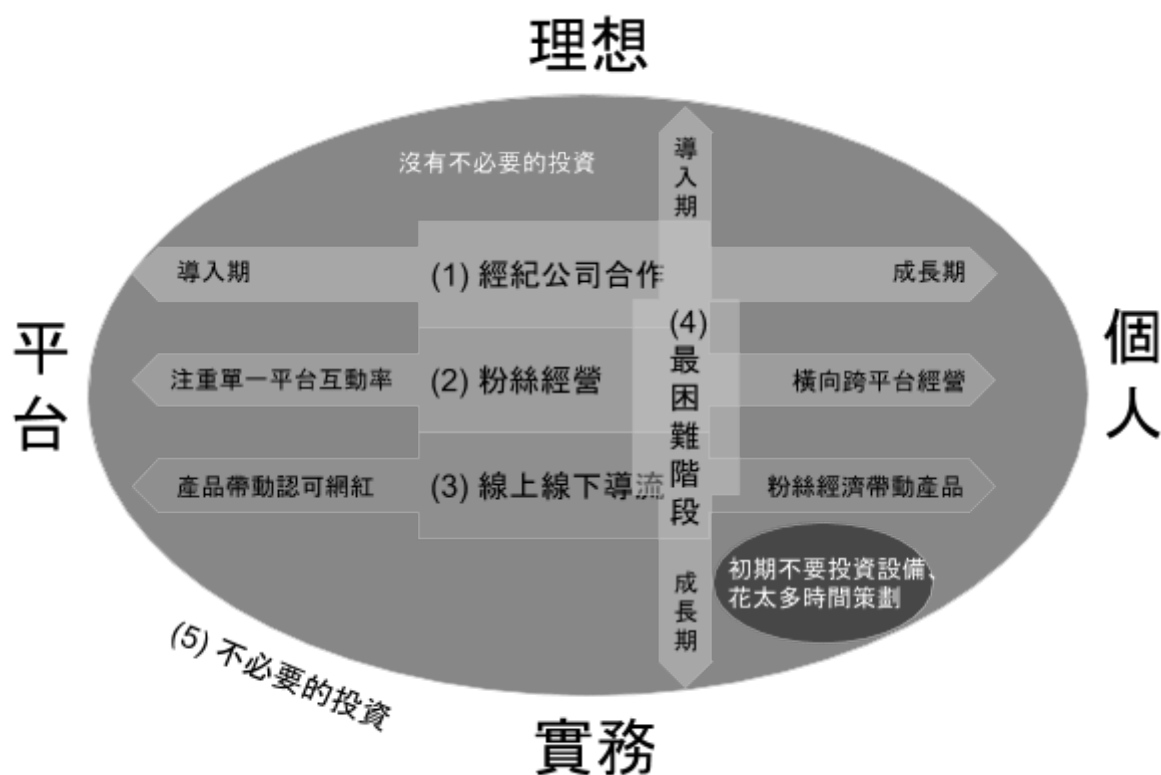 理想
沒有不必要的投資
導入期
導入期
(1) 經紀公司合作
成長期
平台
個人
(4) 最困難階段
注重單一平台互動率
(2) 粉絲經營
橫向跨平台經營
產品帶動認可網紅
(3) 線上線下導流
粉絲經濟帶動產品
成長期
初期不要投資設備、
花太多時間策劃
(5) 不必要的投資
實務